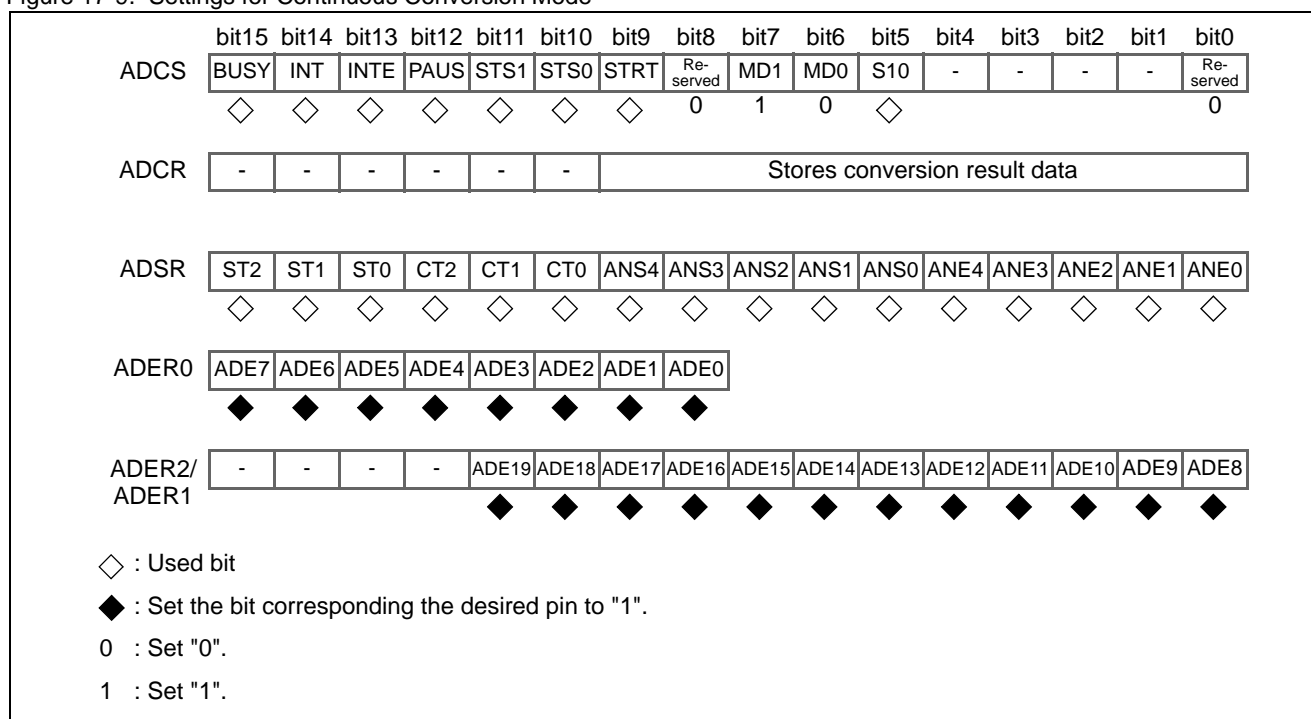 Figure 17-9. Settings for Continuous Conversion Mode
bit15 bit14 bit13 bit12 bit11 bit10 bit9 bit8 bit7 bit6 bit5 bit4 bit3 bit2 bit1 bit0
ADCS BUSY INT INTE PAUS STS1 STS0 STRT Re-served MD1 MD0 S10 - - - - Re-served
◇ ◇ ◇ ◇ ◇ ◇ ◇ 0 1 0 ◇ 0
ADCR - - - - - - Stores conversion result data
ADSR ST2 ST1 ST0 CT2 CT1 CT0 ANS4 ANS3 ANS2 ANS1 ANS0 ANE4 ANE3 ANE2 ANE1 ANE0
◇ ◇ ◇ ◇ ◇ ◇ ◇ ◇ ◇ ◇ ◇ ◇ ◇ ◇ ◇ ◇
ADER0 ADE7 ADE6 ADE5 ADE4 ADE3 ADE2 ADE1 ADE0
◆ ◆ ◆ ◆ ◆ ◆ ◆ ◆
ADER2/ - - - - ADE19 ADE18 ADE17 ADE16 ADE15 ADE14 ADE13 ADE12 ADE11 ADE10 ADE9 ADE8
ADER1
◆ ◆ ◆ ◆ ◆ ◆ ◆ ◆ ◆ ◆ ◆ ◆
◇ : Used bit
◆ : Set the bit corresponding the desired pin to "1".
0 : Set "0".
1 : Set "1".